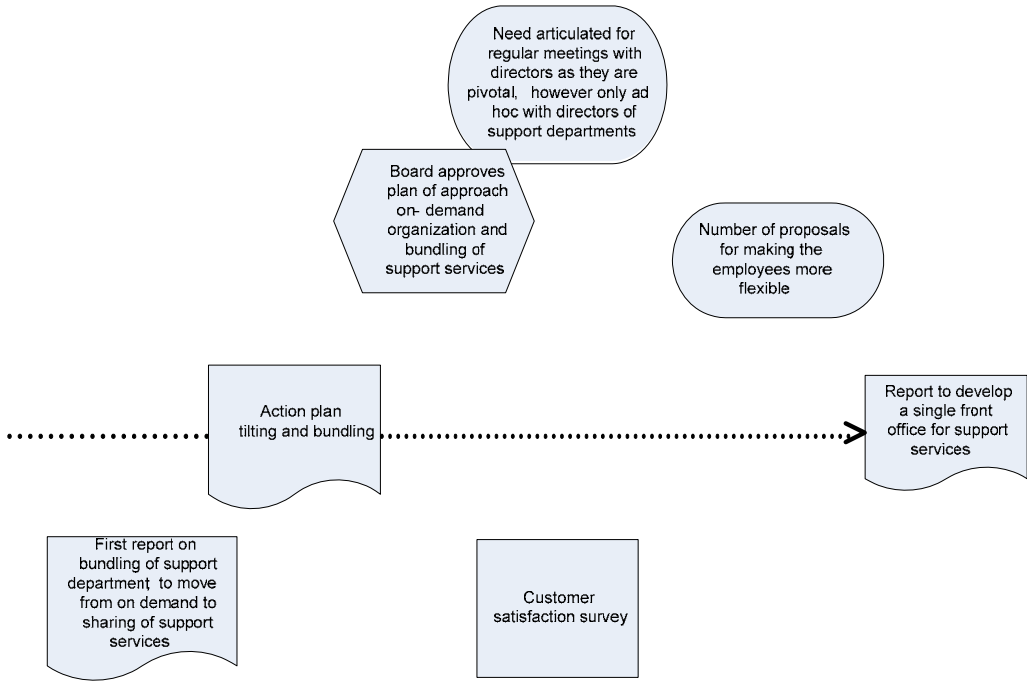 Need articulated for
regular meetings with
directors as they are
pivotal, however only ad
hoc with directors of
support departments
Board approves
plan of approach
on- demand
organization and
bundling of
support services
Number of proposals
for making the
employees more
flexible
Action plan
tilting and bundling
Report to develop
a single front
office for support
services
First report on
bundling of support
department, to move
from on demand to
sharing of support
services
Customer
satisfaction survey